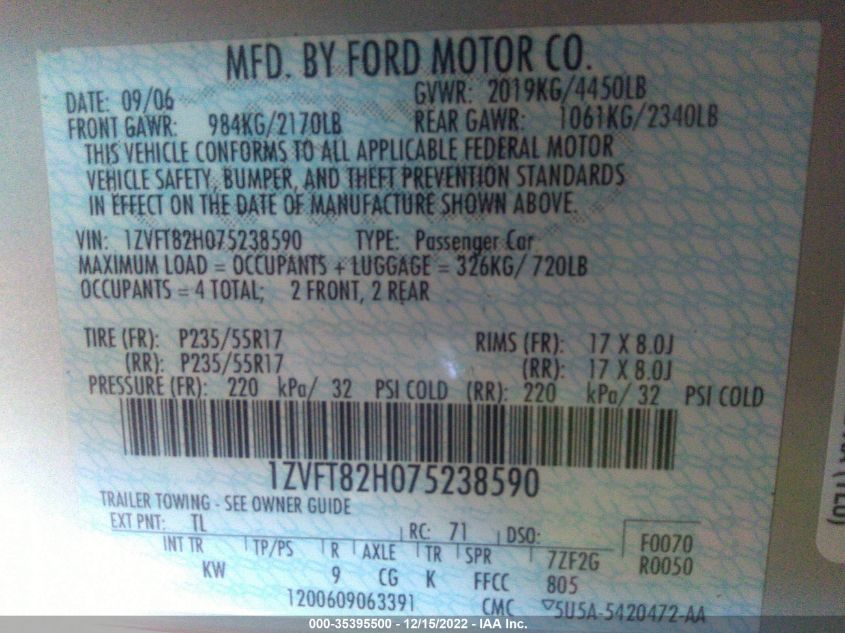 MFD. BY FORD MOTOR CO.
DATE: 09/06 GVWR: 2019KG/4450LB
FRONT GAWR: 984KG/2170LB REAR GAWR: 1061KG/2340LB
THIS VEHICLE CONFORMS TO ALL APPLICABLE FEDERAL MOTOR
VEHICLE SAFETY, BUMPER, AND THEFT PREVENTION STANDARDS
IN EFFECT ON THE DATE OF MANUFACTURE SHOWN ABOVE.
VIN: 1ZVFT82H075238590 TYPE: Passenger Car
MAXIMUM LOAD = OCCUPANTS + LUGGAGE = 326KG/ 720LB
OCCUPANTS = 4 TOTAL; 2 FRONT, 2 REAR
TIRE (FR): P235/55R17 RIMS (FR): 17 X 8.0J
(RR): P235/55R17 (RR): 17 X 8.0J
PRESSURE (FR): 220 kPa/ 32 PSI COLD (RR): 220 kPa/ 32 PSI COLD
1ZVFT82H075238590
TRAILER TOWING - SEE OWNER GUIDE
EXT PNT: TL RC: 71 DSO: F0070
INT TR TP/PS R AXLE TR SPR 7ZF2G R0050
KW 9 CG K FFCC 805
1200609063391 CMC ▽5U5A-5420472-AA
000-35395500 - 12/15/2022 - IAA Inc.